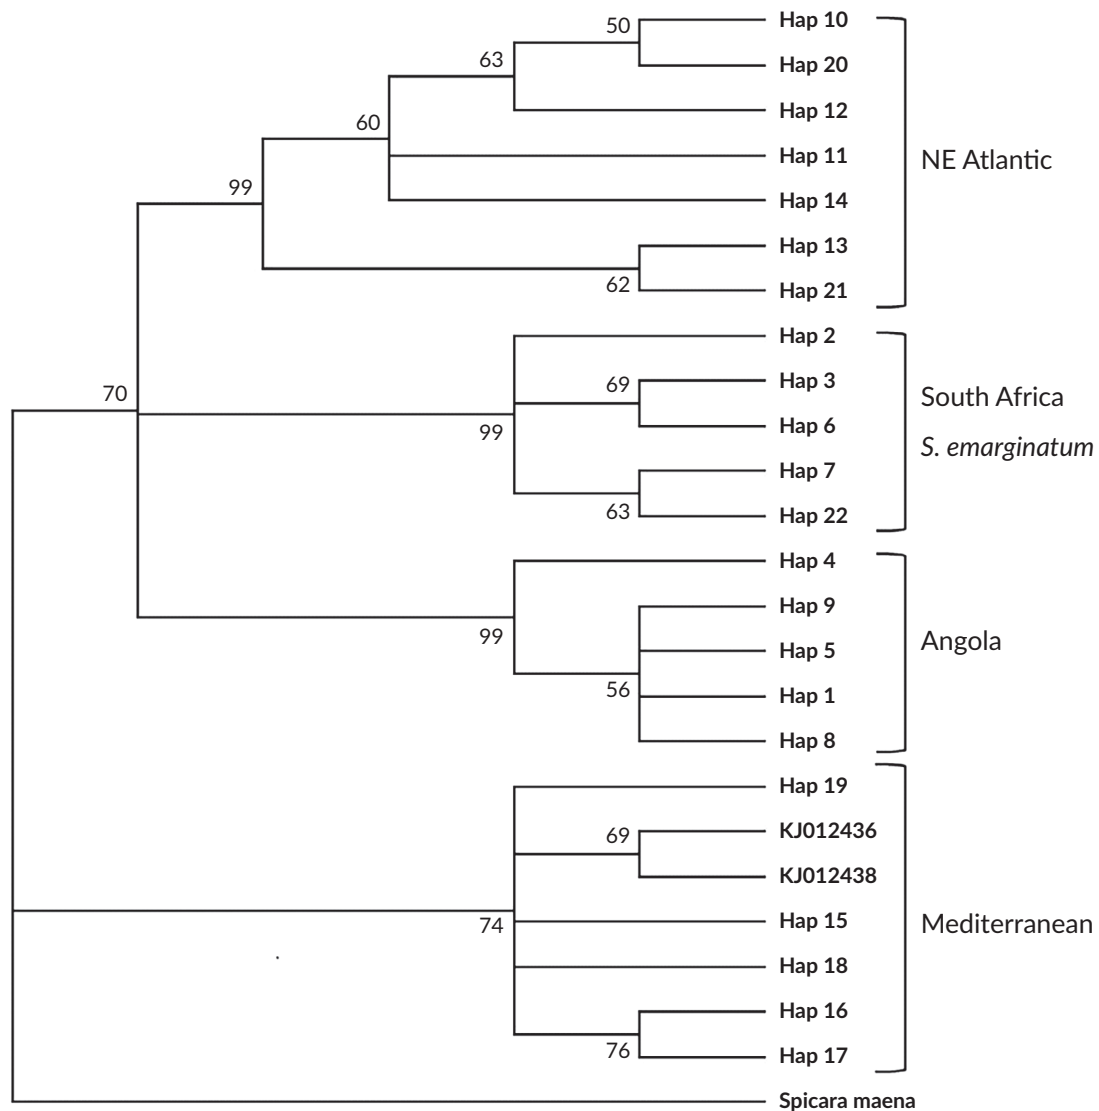 50
Hap 10
Hap 20
63
Hap 12
60
Hap 11
NE Atlantic
99
Hap 14
Hap 13
62
Hap 21
Hap 2
70
69
Hap 3
South Africa
99
Hap 6
S. emarginatum
Hap 7
63
Hap 22
Hap 4
99
Hap 9
Hap 5
Angola
56
Hap 1
Hap 8
Hap 19
69
KJ012436
KJ012438
74
Hap 15
Mediterranean
Hap 18
Hap 16
76
Hap 17
Spicara maena